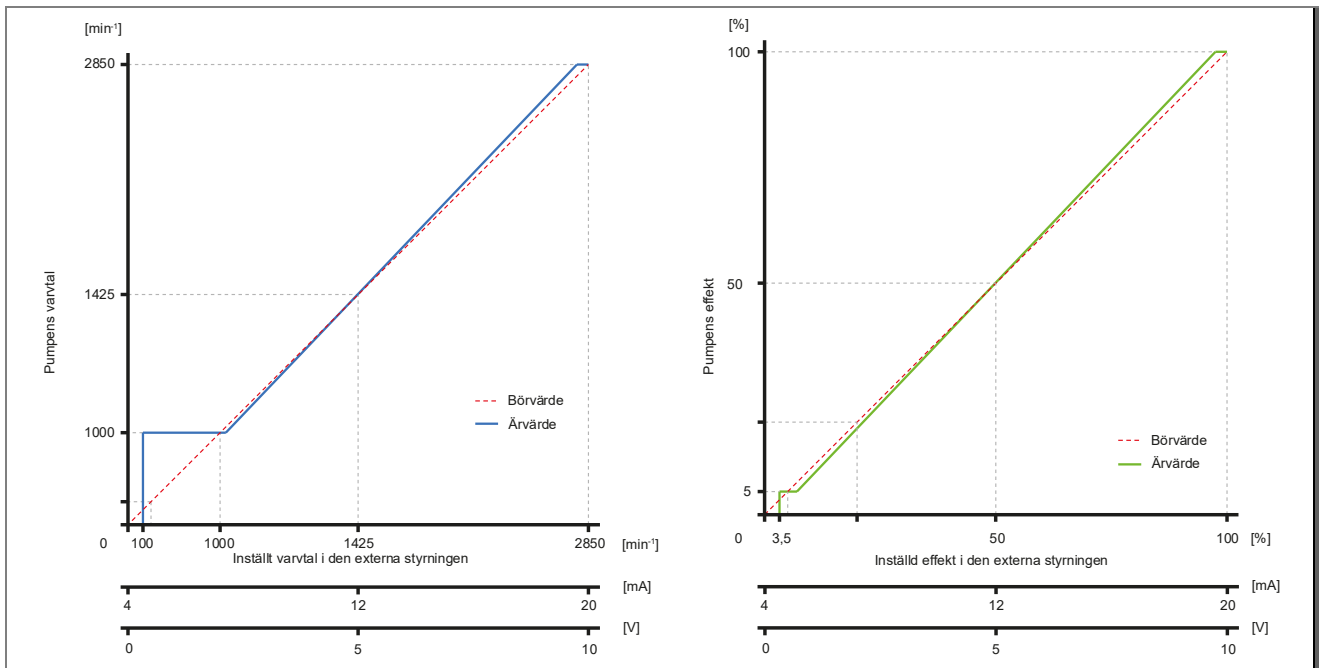 [min-1]
2850
Pumpens varvtal
1425
Börvärde
Ärvärde
1000
0 100 1000 1425 2850 [min-1]
Inställt varvtal i den externa styrningen
[mA]
4 12 20
[V]
0 5 10
[%]
100
Pumpens effekt
50
Börvärde
Ärvärde
5
0 3,5 50 100 [%]
Inställd effekt i den externa styrningen
[mA]
4 12 20
[V]
0 5 10